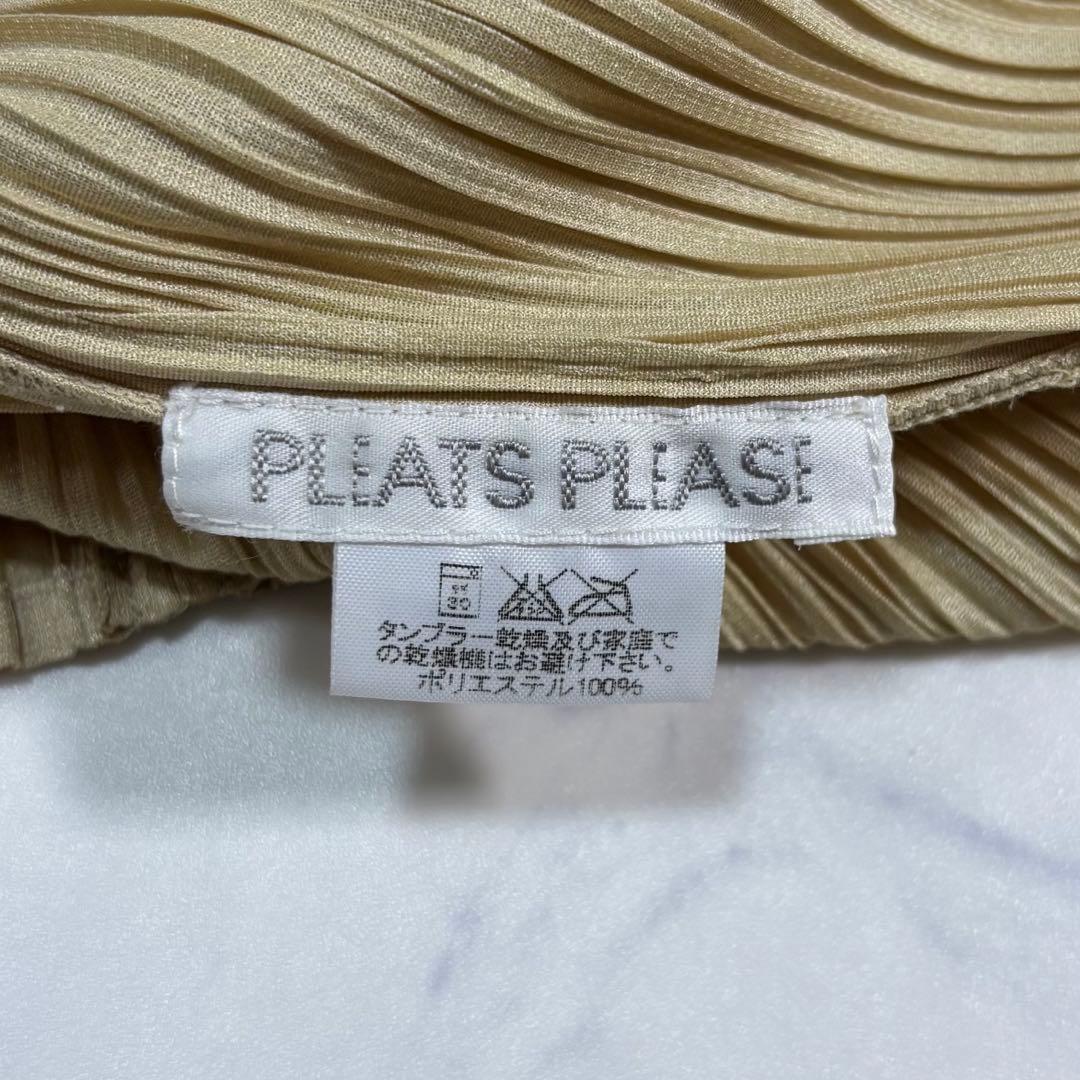 PLEATS PLEASE
30
タンブラー乾燥及び家庭で
の乾燥機はお避け下さい。
ポリエステル100%